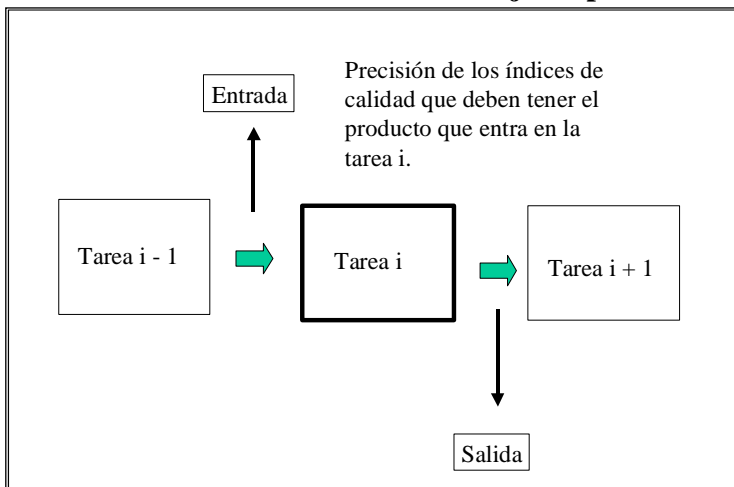 Entrada
Precisión de los índices de
calidad que deben tener el
producto que entra en la
tarea i.
Tarea i - 1
Tarea i
Tarea i + 1
Salida